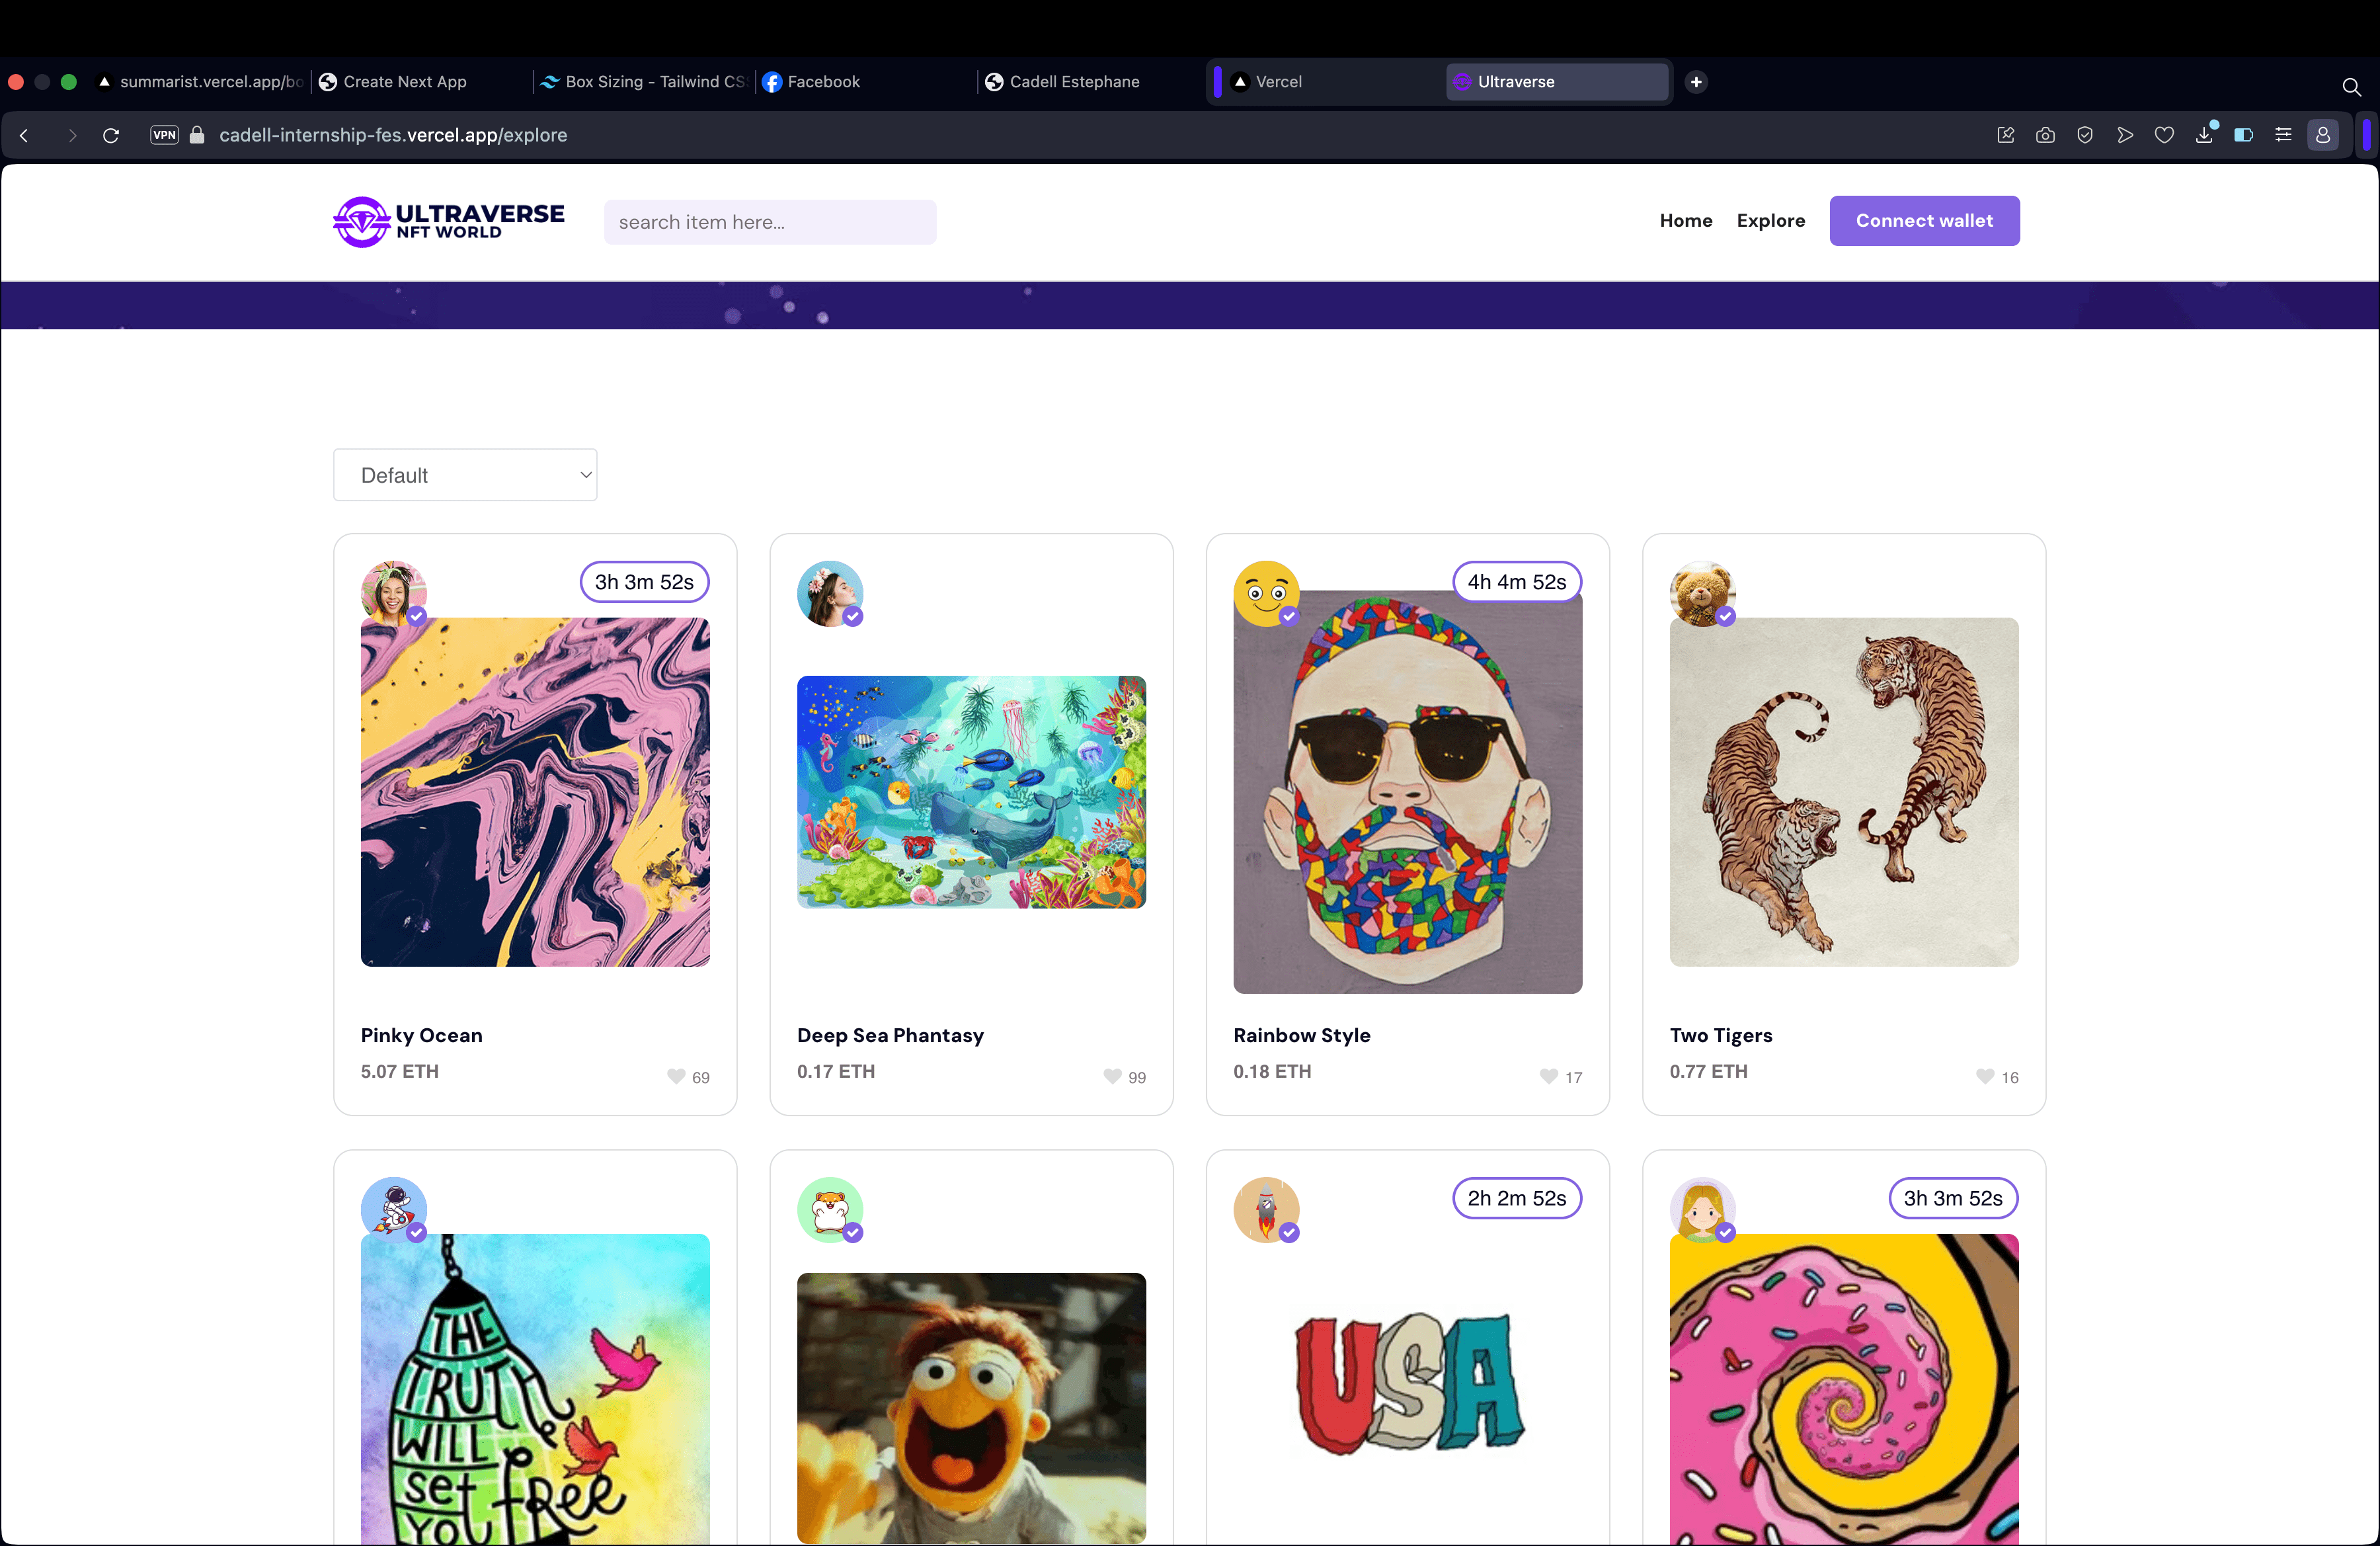 summarist.vercel.app/bo
Create Next App
Box Sizing - Tailwind CS
Facebook
Cadell Estephane
Vercel
Ultraverse
VPN
cadell-internship-fes.vercel.app/explore
ULTRAVERSE
NFT WORLD
search item here...
Home
Explore
Connect wallet
Default
3h 3m 52s
4h 4m 52s
Pinky Ocean
5.07 ETH
69
Deep Sea Phantasy
0.17 ETH
99
Rainbow Style
0.18 ETH
17
Two Tigers
0.77 ETH
16
2h 2m 52s
3h 3m 52s
THE
TRUTH
WILL
set
YOU
free
USA